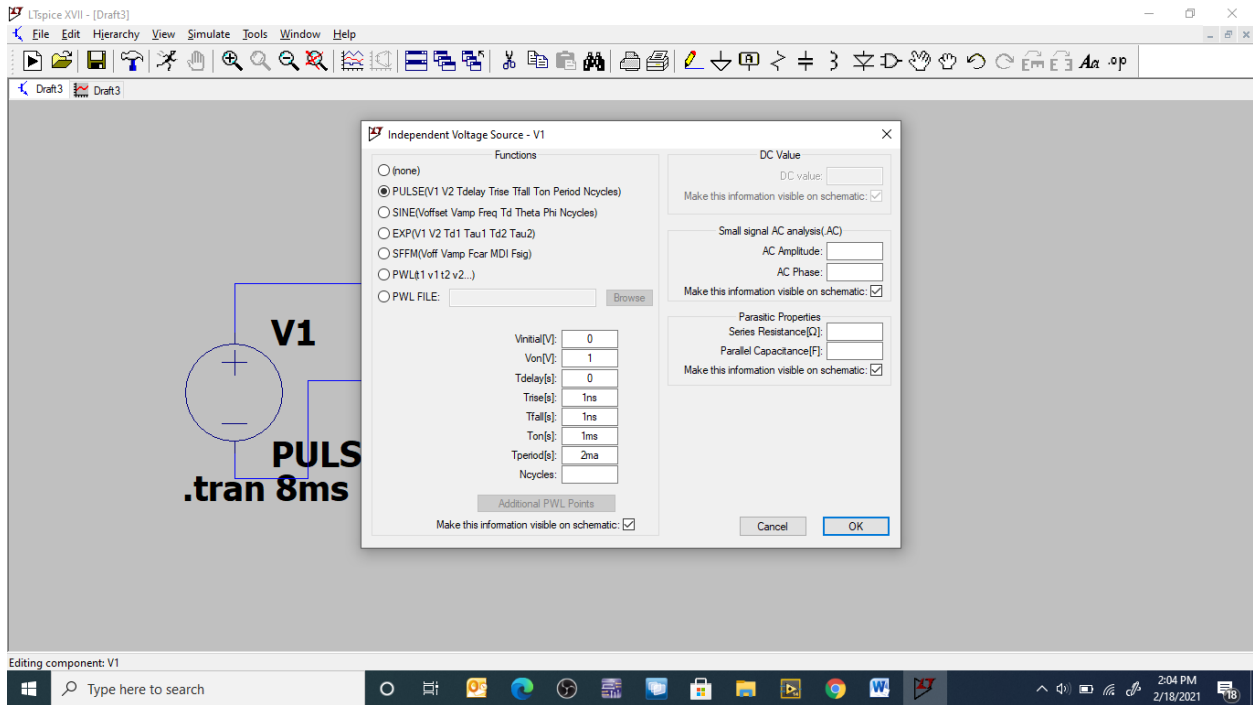 LTspice XVII - [Draft3]
File Edit Hierarchy View Simulate Tools Window Help
Aa .op
Draft3 Draft3
Independent Voltage Source - V1
Functions
(none)
PULSE(V1 V2 Tdelay Trise Tfall Ton Period Ncycles)
SINE(Voffset Vamp Freq Td Theta Phi Ncycles)
EXP(V1 V2 Td1 Tau1 Td2 Tau2)
SFFM(Voff Vamp Fcar MDI Fsig)
PWL(t1 v1 t2 v2...)
PWL FILE: Browse
Vinitial[V]: 0
Von[V]: 1
Tdelay[s]: 0
Trise[s]: 1ns
Tfall[s]: 1ns
Ton[s]: 1ms
Tperiod[s]: 2ma
Ncycles:
Additional PWL Points
Make this information visible on schematic:
DC Value
DC value:
Make this information visible on schematic:
Small signal AC analysis(.AC)
AC Amplitude:
AC Phase:
Make this information visible on schematic:
Parasitic Properties
Series Resistance[Ω]:
Parallel Capacitance[F]:
Make this information visible on schematic:
Cancel OK
V1
PULS
.tran 8ms
Editing component: V1
Type here to search
2:04 PM
2/18/2021
18